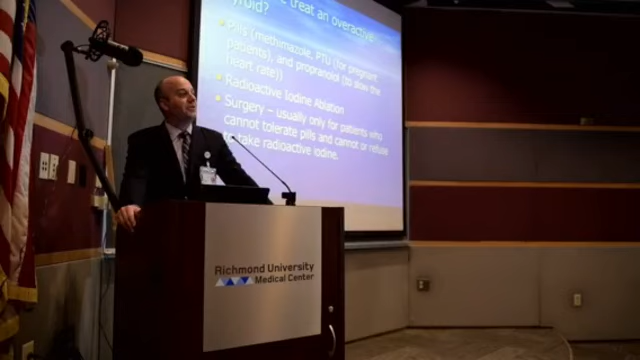 treat an overactive
thyroid?
Pills (methimazole, PTU (for pregnant
patients), and propranolol (to slow the
heart rate))
Radioactive Iodine Ablation
Surgery – usually only for patients who
cannot tolerate pills and cannot or refuse
to take radioactive iodine.
Richmond University
Medical Center